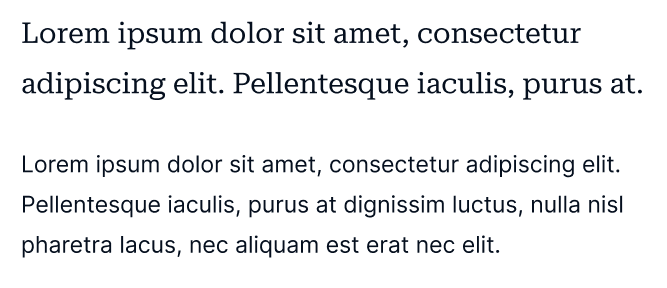 Lorem ipsum dolor sit amet, consectetur
adipiscing elit. Pellentesque iaculis, purus at.
Lorem ipsum dolor sit amet, consectetur adipiscing elit.
Pellentesque iaculis, purus at dignissim luctus, nulla nisl
pharetra lacus, nec aliquam est erat nec elit.